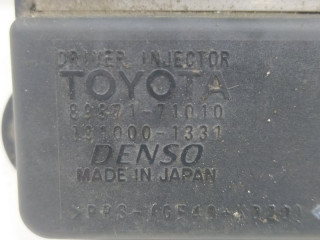 DRIVER INJECTOR
TOYOTA
89871-71010
131000-1331
DENSO
MADE IN JAPAN